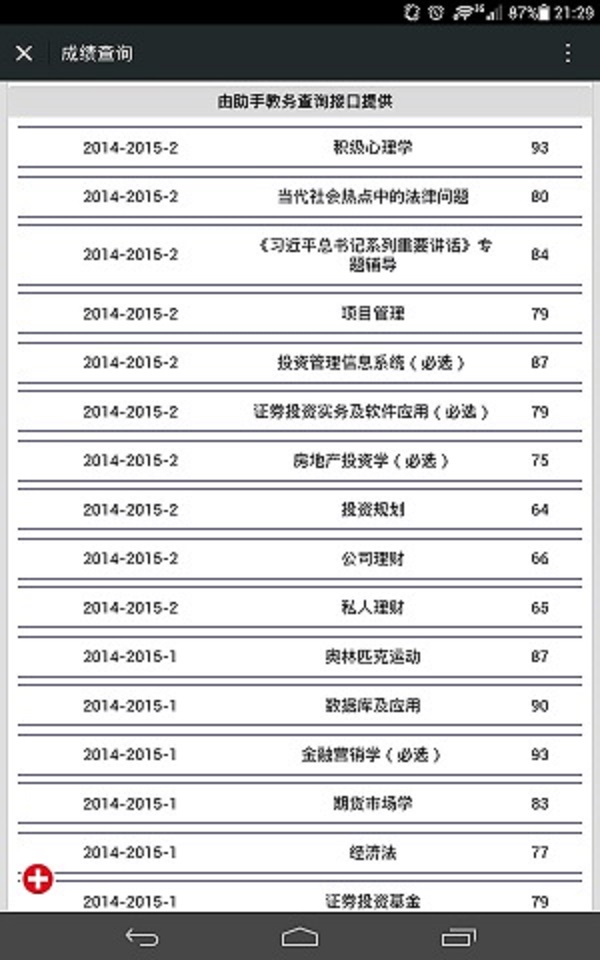 3G 87% 21:29
成绩查询
由助手教务查询接口提供
2014-2015-2 积极心理学 93
2014-2015-2 当代社会热点中的法律问题 80
2014-2015-2 《习近平总书记系列重要讲话》专 84
题辅导
2014-2015-2 项目管理 79
2014-2015-2 投资管理信息系统（必选） 87
2014-2015-2 证券投资实务及软件应用（必选） 79
2014-2015-2 房地产投资学（必选） 75
2014-2015-2 投资规划 64
2014-2015-2 公司理财 66
2014-2015-2 私人理财 65
2014-2015-1 奥林匹克运动 87
2014-2015-1 数据库及应用 90
2014-2015-1 金融营销学（必选） 93
2014-2015-1 期货市场学 83
2014-2015-1 经济法 77
2014-2015-1 证券投资基金 79